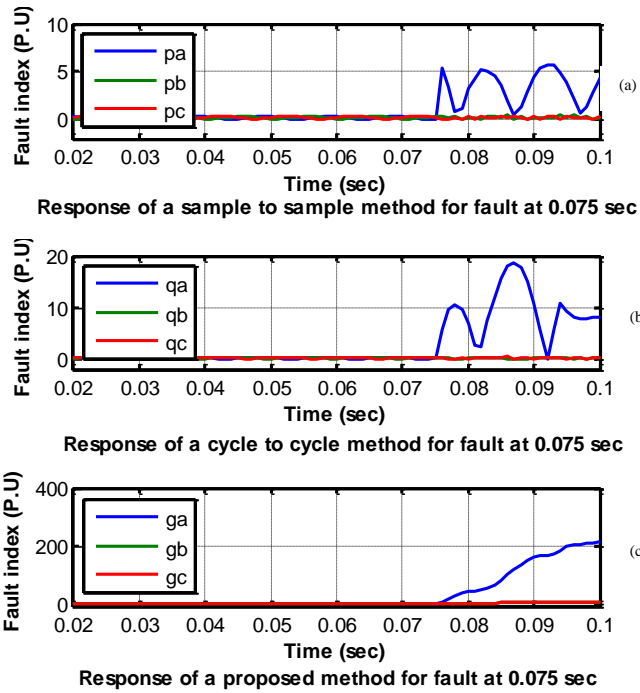 10
5
0
Fault index (P.U)
pa
pb
pc
(a)
0.02 0.03 0.04 0.05 0.06 0.07 0.08 0.09 0.1
Time (sec)
Response of a sample to sample method for fault at 0.075 sec
20
10
0
Fault index (P.U)
qa
qb
qc
(b
0.02 0.03 0.04 0.05 0.06 0.07 0.08 0.09 0.1
Time (sec)
Response of a cycle to cycle method for fault at 0.075 sec
400
200
0
Fault index (P.U)
ga
gb
gc
(c
0.02 0.03 0.04 0.05 0.06 0.07 0.08 0.09 0.1
Time (sec)
Response of a proposed method for fault at 0.075 sec